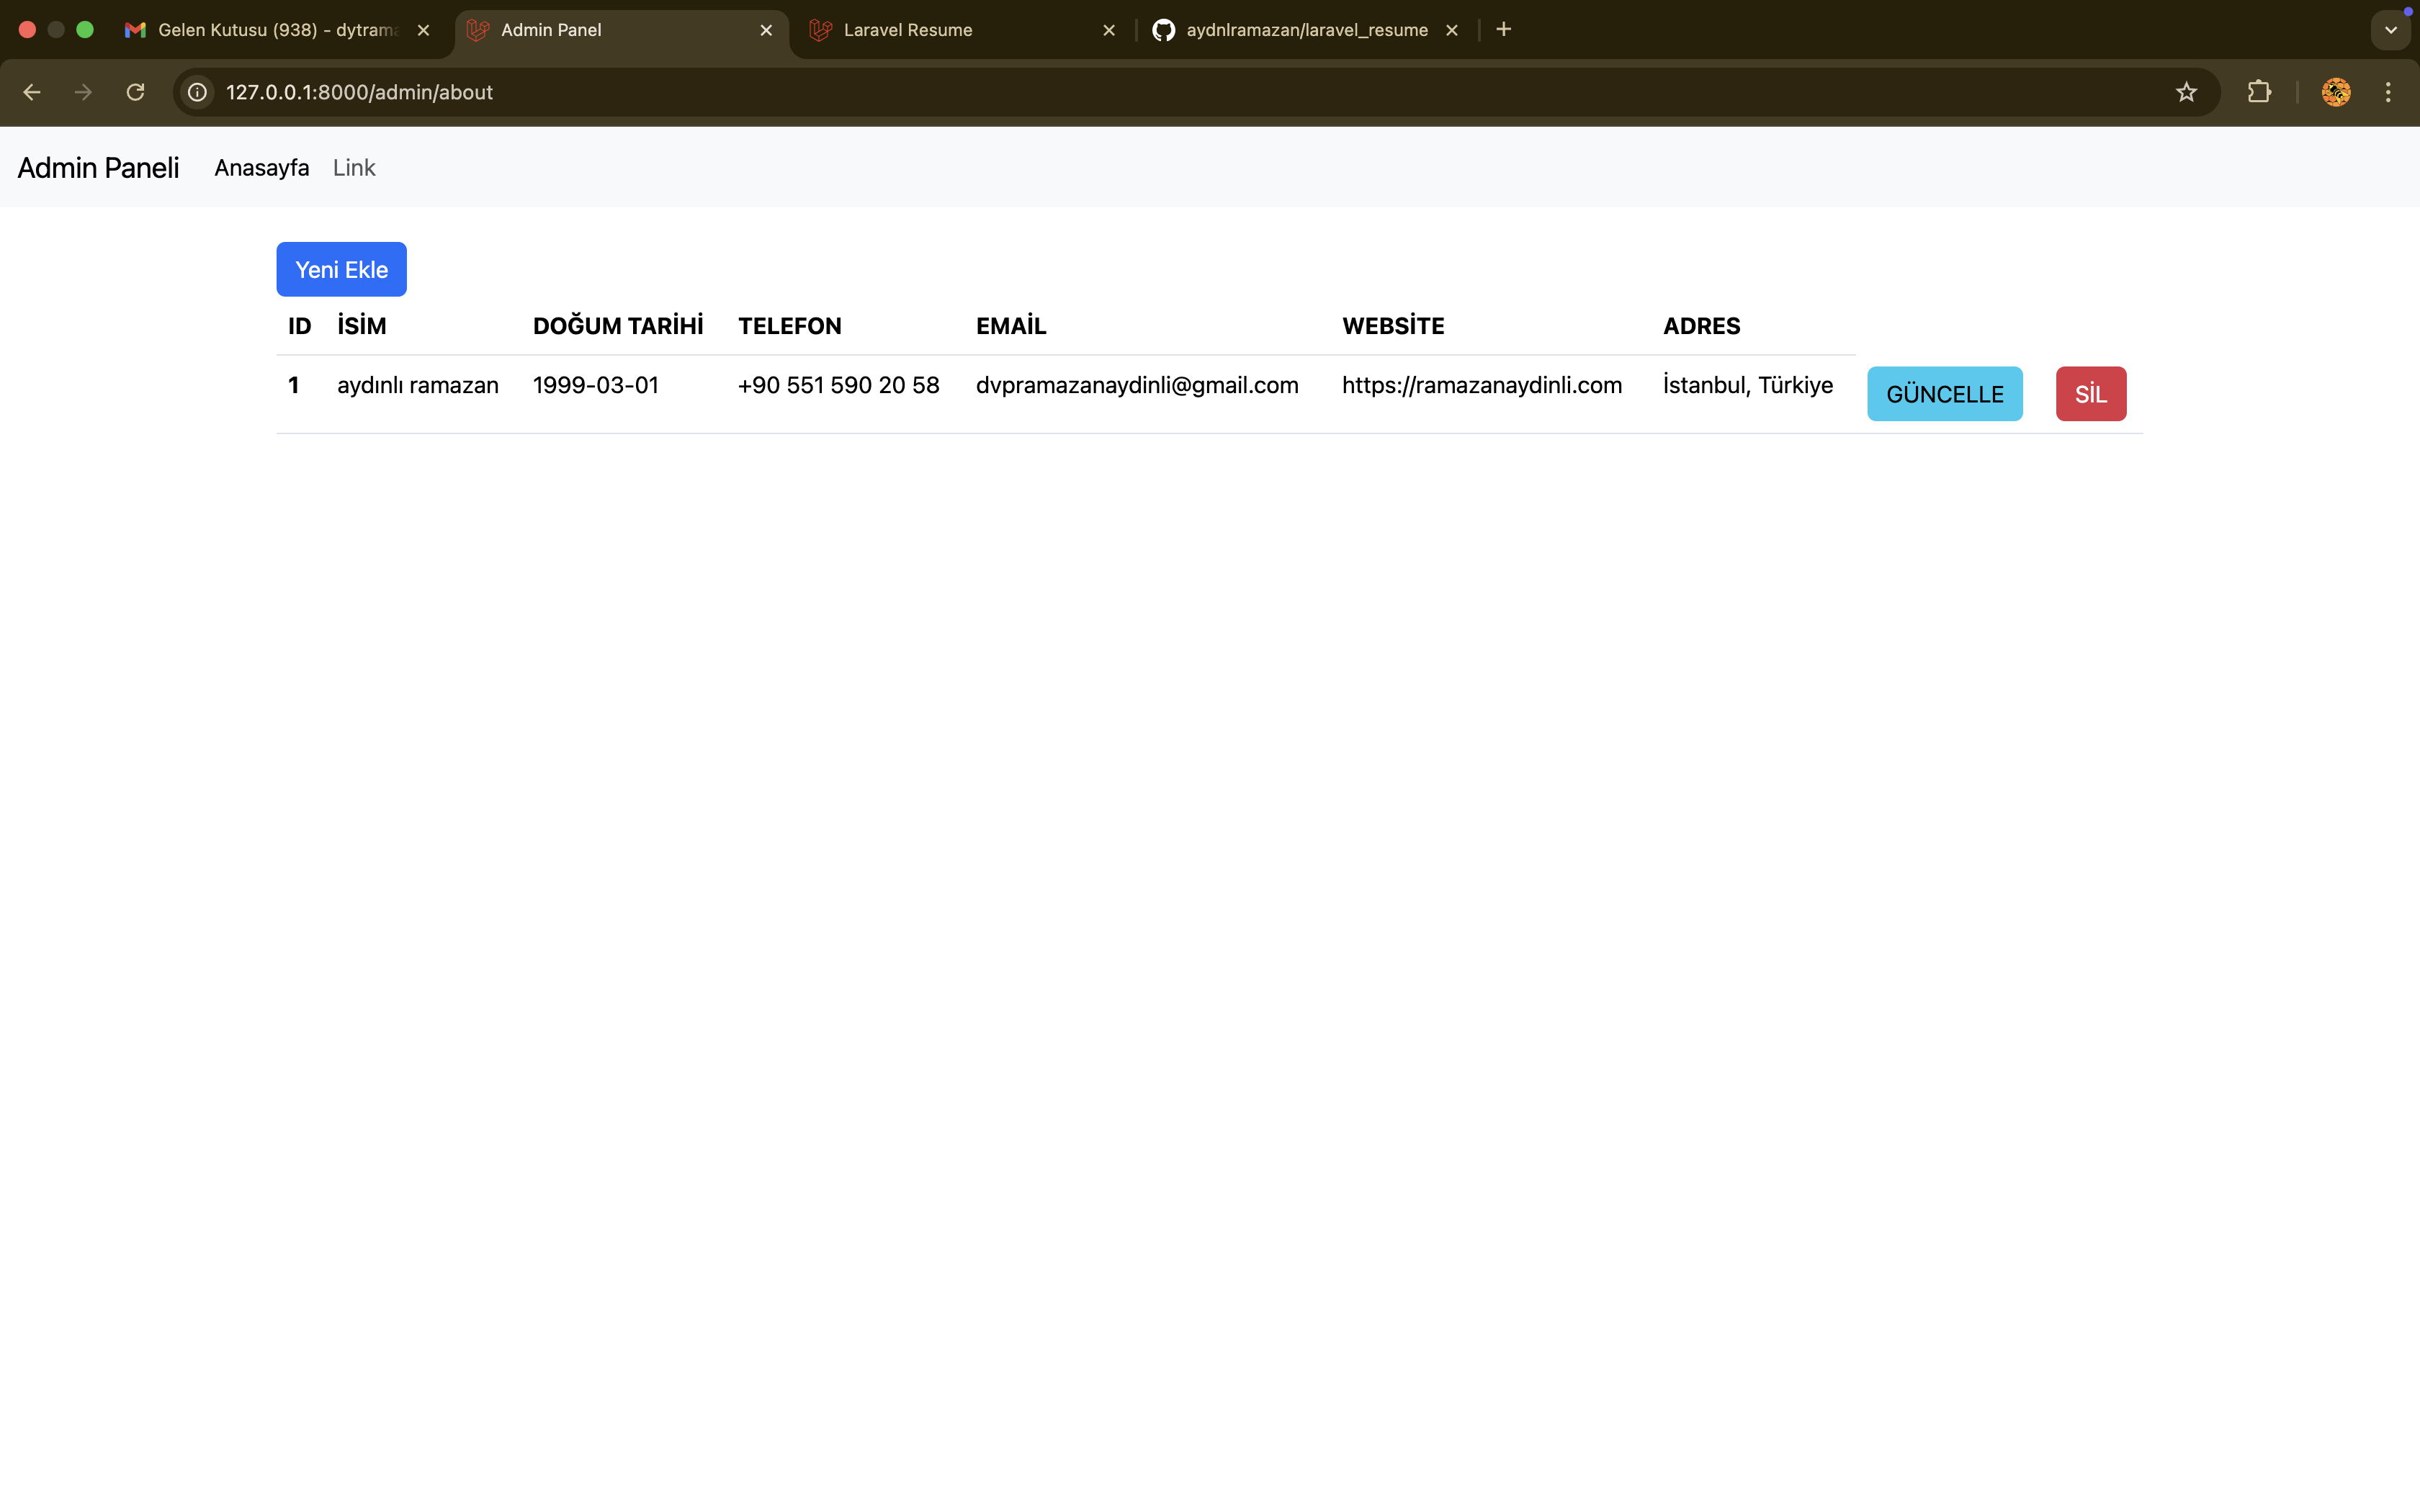 Gelen Kutusu (938) - dytrama
Admin Panel
Laravel Resume
aydnlramazan/laravel_resume
127.0.0.1:8000/admin/about
Admin Paneli Anasayfa Link
Yeni Ekle
ID İSİM DOĞUM TARİHİ TELEFON EMAİL WEBSİTE ADRES
1 aydınlı ramazan 1999-03-01 +90 551 590 20 58 dvpramazanaydinli@gmail.com https://ramazanaydinli.com İstanbul, Türkiye GÜNCELLE SİL